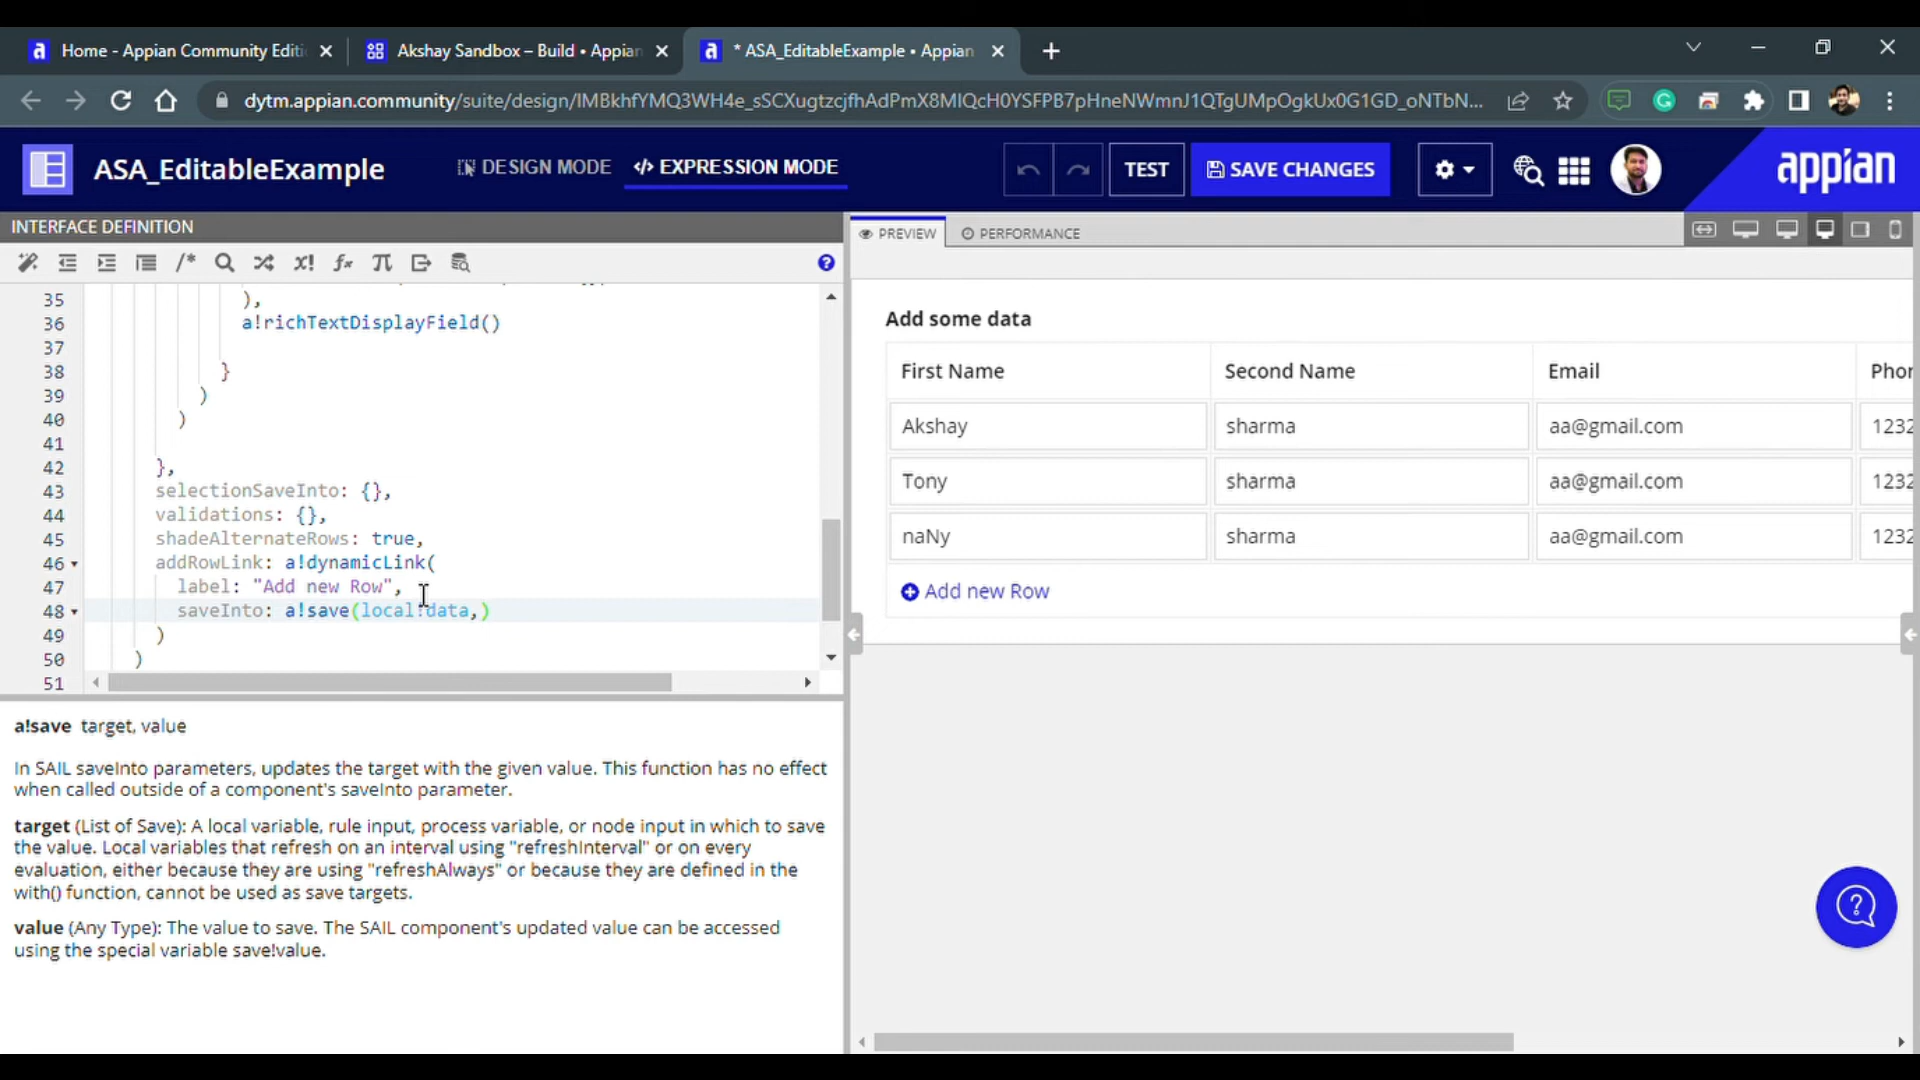 Home - Appian Community Editi
Akshay Sandbox – Build • Appian
* ASA_EditableExample • Appian
dytm.appian.community/suite/design/IMBkhfYMQ3WH4e_sSCXugtzcjfhAdPmX8MIQcH0YSFPB7pHneNWmnJ1QTgUMpOgkUx0G1GD_oNTbN...
ASA_EditableExample
DESIGN MODE
</> EXPRESSION MODE
TEST
SAVE CHANGES
appian
INTERFACE DEFINITION
PREVIEW
PERFORMANCE
35 ),
36 a!richTextDisplayField()
37
38 }
39 )
40 )
41
42 },
43 selectionSaveInto: {},
44 validations: {},
45 shadeAlternateRows: true,
46 addRowLink: a!dynamicLink(
47 label: "Add new Row",
48 saveInto: a!save(local!data,)
49 )
50 )
51
a!save target, value
In SAIL saveInto parameters, updates the target with the given value. This function has no effect
when called outside of a component's saveInto parameter.
target (List of Save): A local variable, rule input, process variable, or node input in which to save
the value. Local variables that refresh on an interval using "refreshInterval" or on every
evaluation, either because they are using "refreshAlways" or because they are defined in the
with() function, cannot be used as save targets.
value (Any Type): The value to save. The SAIL component's updated value can be accessed
using the special variable save!value.
Add some data
First Name Second Name Email Phor
Akshay sharma aa@gmail.com 1232
Tony sharma aa@gmail.com 1232
naNy sharma aa@gmail.com 1232
Add new Row